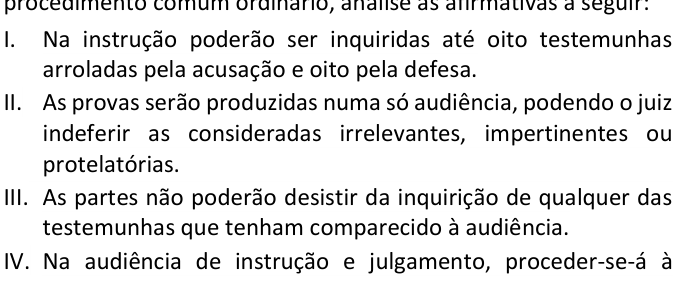 procedimento comum ordinário, analise as afirmativas a seguir:
I. Na instrução poderão ser inquiridas até oito testemunhas
arroladas pela acusação e oito pela defesa.
II. As provas serão produzidas numa só audiência, podendo o juiz
indeferir as consideradas irrelevantes, impertinentes ou
protelatórias.
III. As partes não poderão desistir da inquirição de qualquer das
testemunhas que tenham comparecido à audiência.
IV. Na audiência de instrução e julgamento, proceder-se-á à